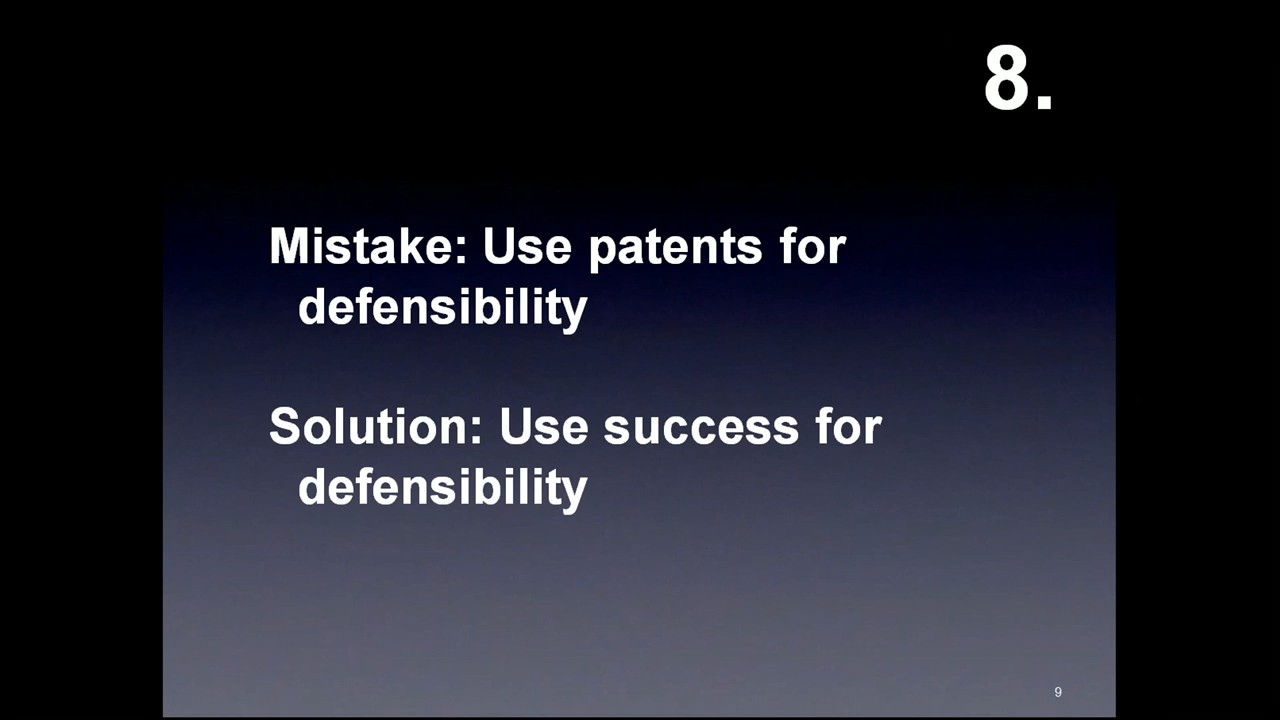 8.
Mistake: Use patents for
defensibility
Solution: Use success for
defensibility
9